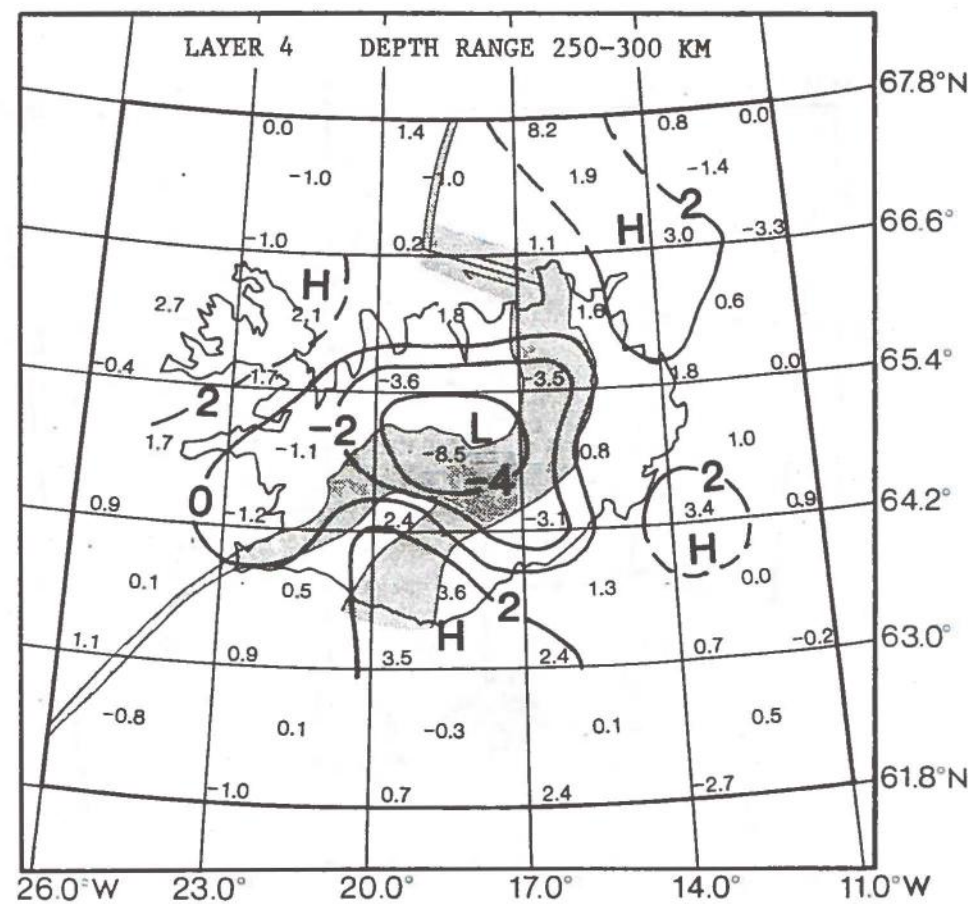 LAYER 4 DEPTH RANGE 250-300 KM
67.8°N
0.0 1.4 8.2 0.8 0.0
-1.0 -1.0 1.9 -1.4
2
66.6°
-1.0 0.2 1.1 H 3.0 -3.3
H
2.7 2.1 1.8 1.6 0.6
65.4°
-0.4 1.7 -3.6 -3.5 1.8 0.0
2 -2 L
1.7 -1.1 -8.5 0.8 1.0
-4 2
64.2°
0.9 0 -1.2 2.4 -3.1 3.4 0.9
H
0.1 0.5 3.6 2 1.3 0.0
63.0°
H
1.1 0.9 3.5 2.4 0.7 -0.2
-0.8 0.1 -0.3 0.1 0.5
61.8°N
-1.0 0.7 2.4 -2.7
26.0°W 23.0° 20.0° 17.0° 14.0° 11.0°W